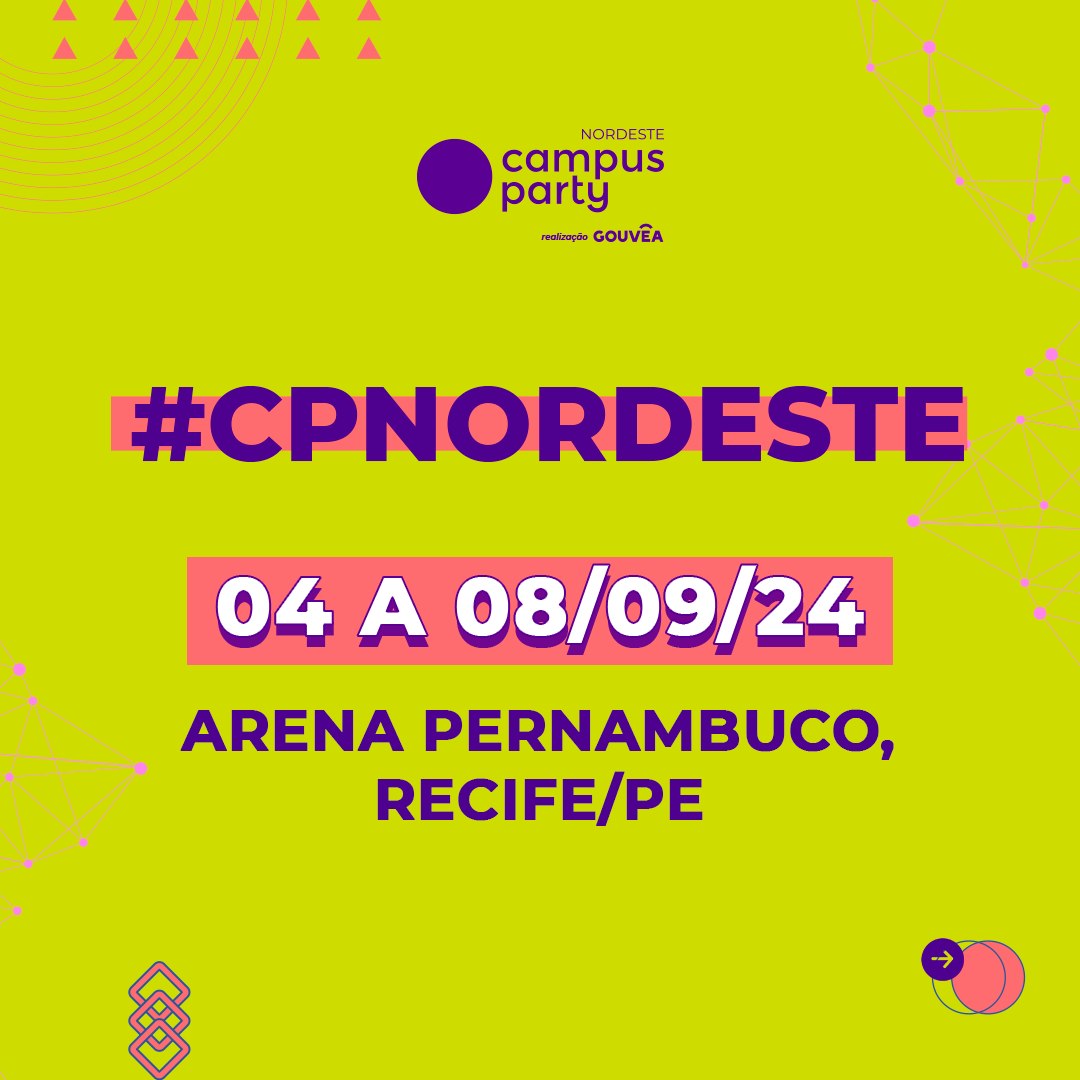 NORDESTE
campus
party
realização GOUVÊA
#CPNORDESTE
04 A 08/09/24
ARENA PERNAMBUCO,
RECIFE/PE